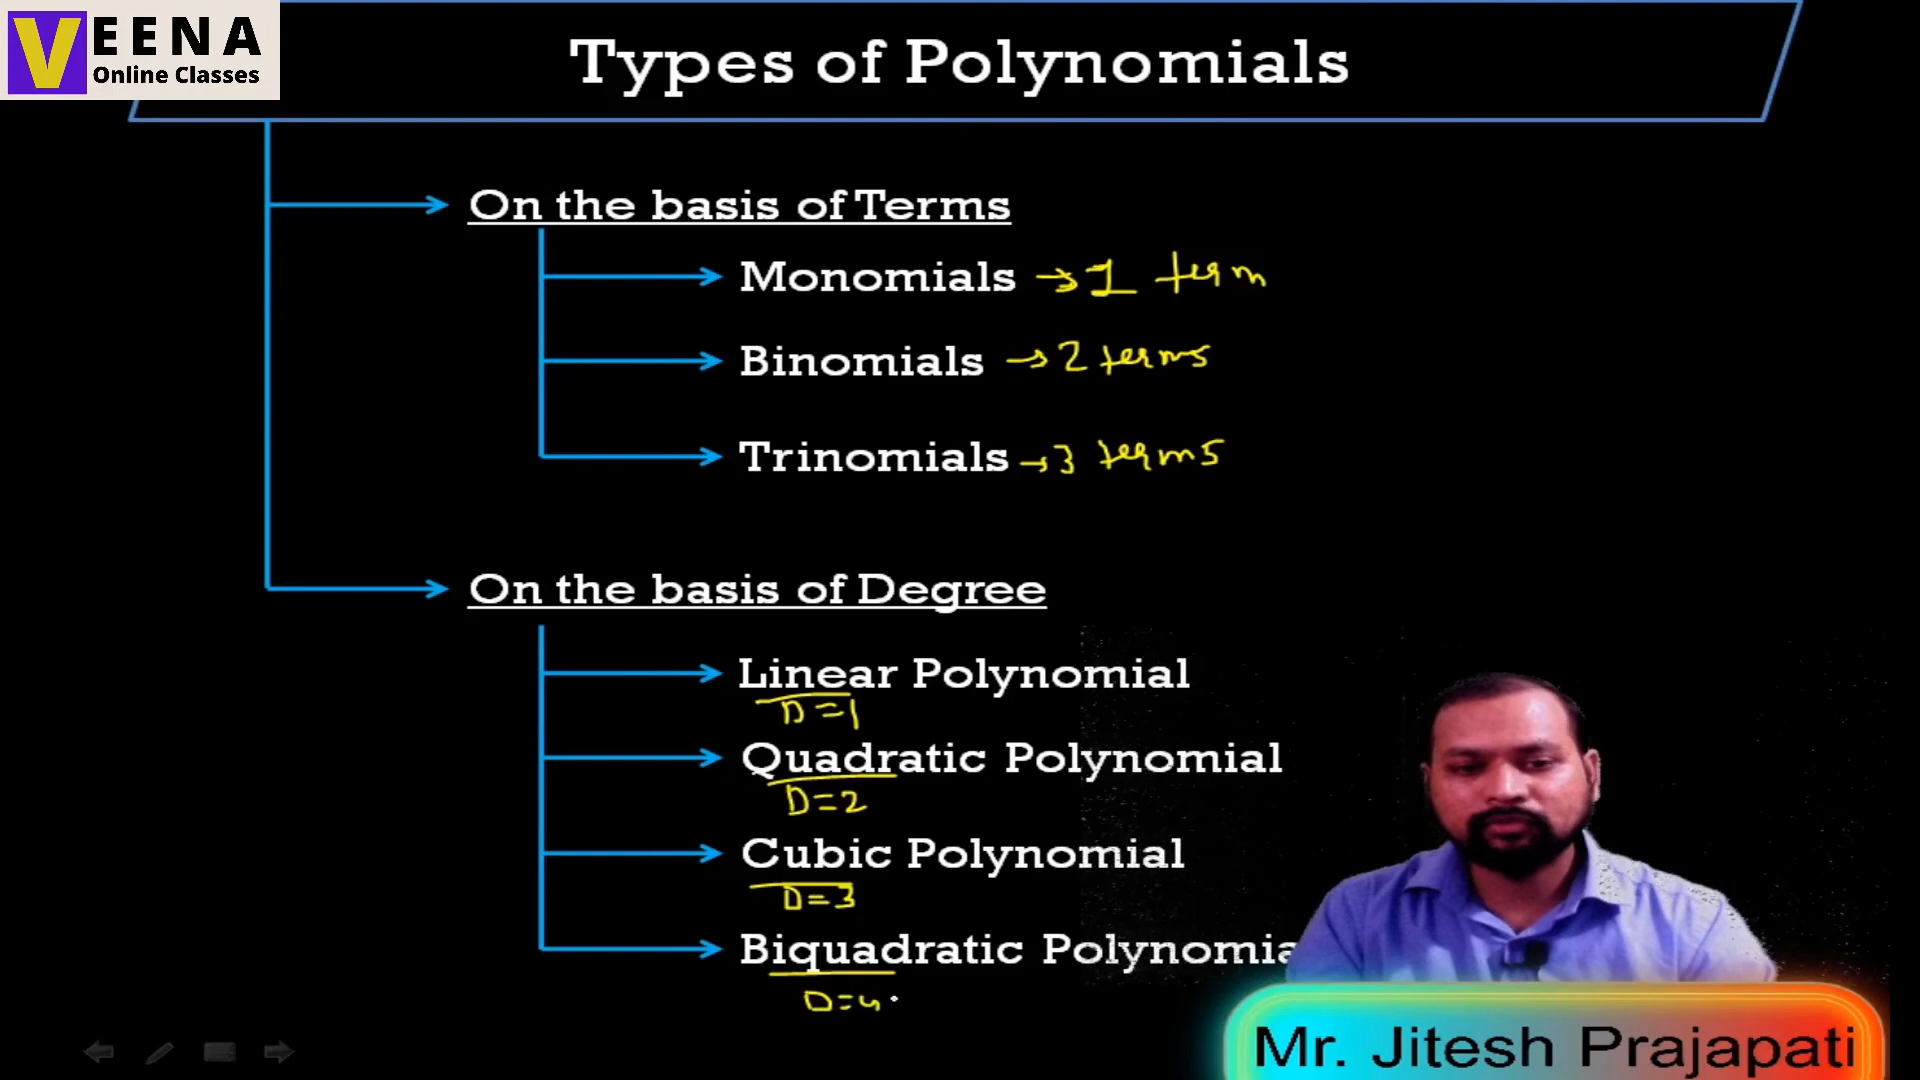 VEENA
Online Classes
Types of Polynomials
On the basis of Terms
Monomials → 1 term
Binomials → 2 terms
Trinomials → 3 terms
On the basis of Degree
Linear Polynomial
D=1
Quadratic Polynomial
D=2
Cubic Polynomial
D=3
Biquadratic Polynomia
D=4
Mr. Jitesh Prajapati